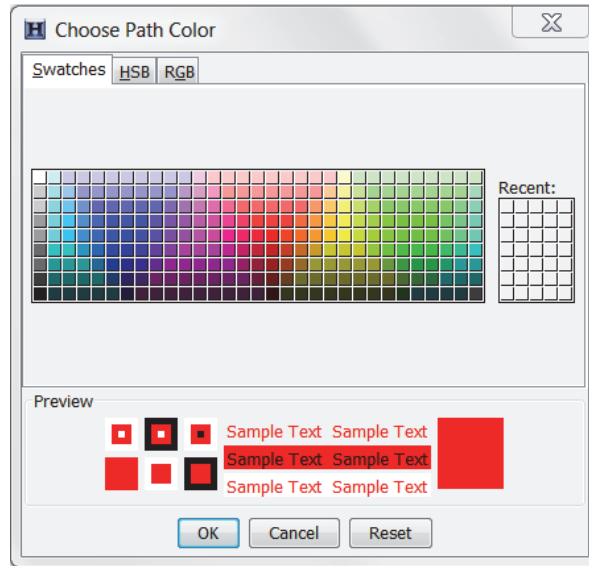 H Choose Path Color
Swatches HSB RGB
Recent:
Preview
Sample Text Sample Text
Sample Text Sample Text
Sample Text Sample Text
OK Cancel Reset